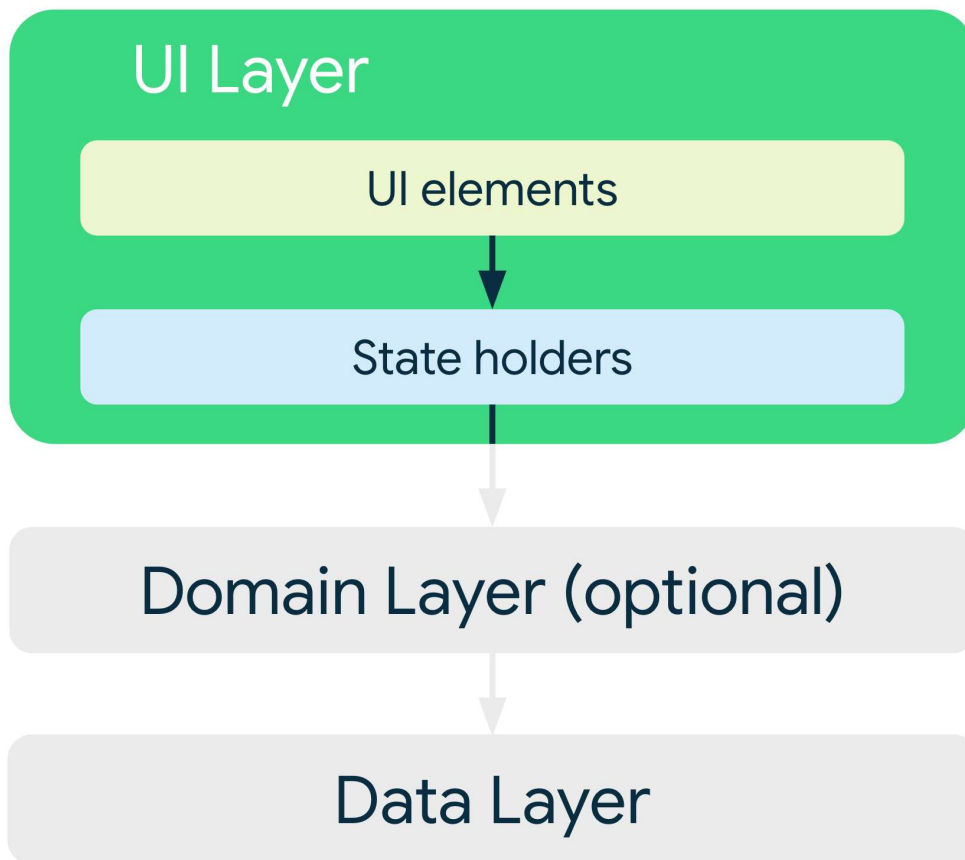 UI Layer
UI elements
State holders
Domain Layer (optional)
Data Layer